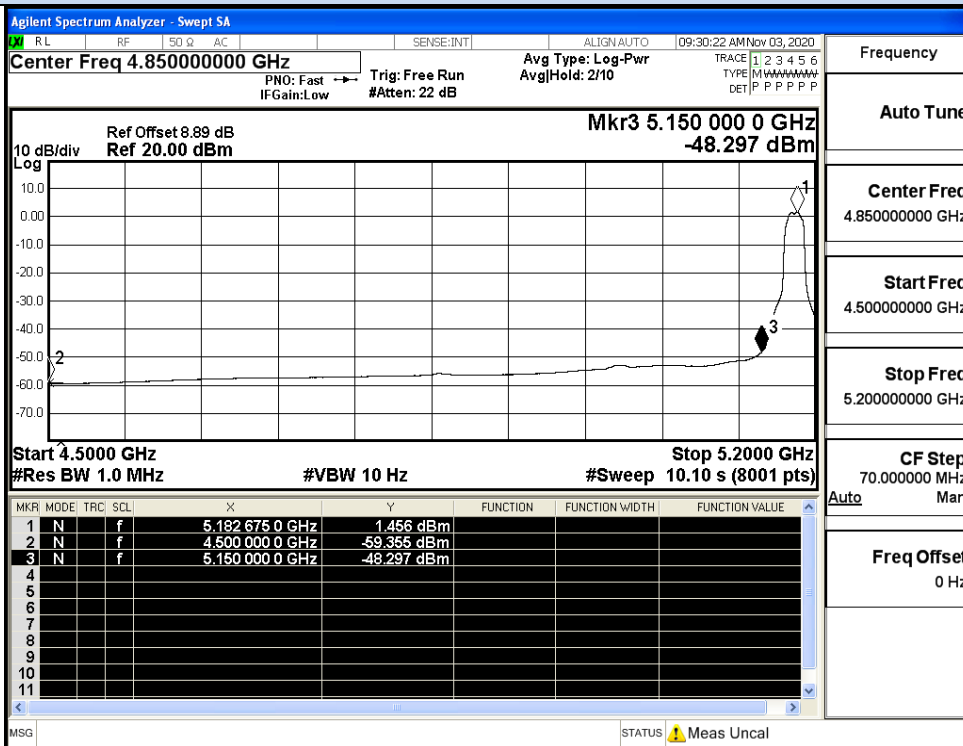 Agilent Spectrum Analyzer - Swept SA
LXI RL RF 50 Ω AC SENSE:INT ALIGN AUTO 09:30:22 AM Nov 03, 2020
Center Freq 4.850000000 GHz
PNO: Fast
IFGain:Low
Trig: Free Run
#Atten: 22 dB
Avg Type: Log-Pwr
Avg|Hold: 2/10
TRACE 1 2 3 4 5 6
TYPE M WWWWW
DET P P P P P P
Ref Offset 8.89 dB
10 dB/div Ref 20.00 dBm
Log
Mkr3 5.150 000 0 GHz
-48.297 dBm
10.0
0.00
-10.0
-20.0
-30.0
-40.0
-50.0
-60.0
-70.0
1
2
3
Start 4.5000 GHz Stop 5.2000 GHz
#Res BW 1.0 MHz #VBW 10 Hz #Sweep 10.10 s (8001 pts)
MKR MODE TRC SCL X Y FUNCTION FUNCTION WIDTH FUNCTION VALUE
1 N f 5.182 675 0 GHz 1.456 dBm
2 N f 4.500 000 0 GHz -59.355 dBm
3 N f 5.150 000 0 GHz -48.297 dBm
4
5
6
7
8
9
10
11
MSG STATUS Meas Uncal
Frequency
Auto Tune
Center Freq
4.850000000 GHz
Start Freq
4.500000000 GHz
Stop Freq
5.200000000 GHz
CF Step
70.000000 MHz
Auto Man
Freq Offset
0 Hz